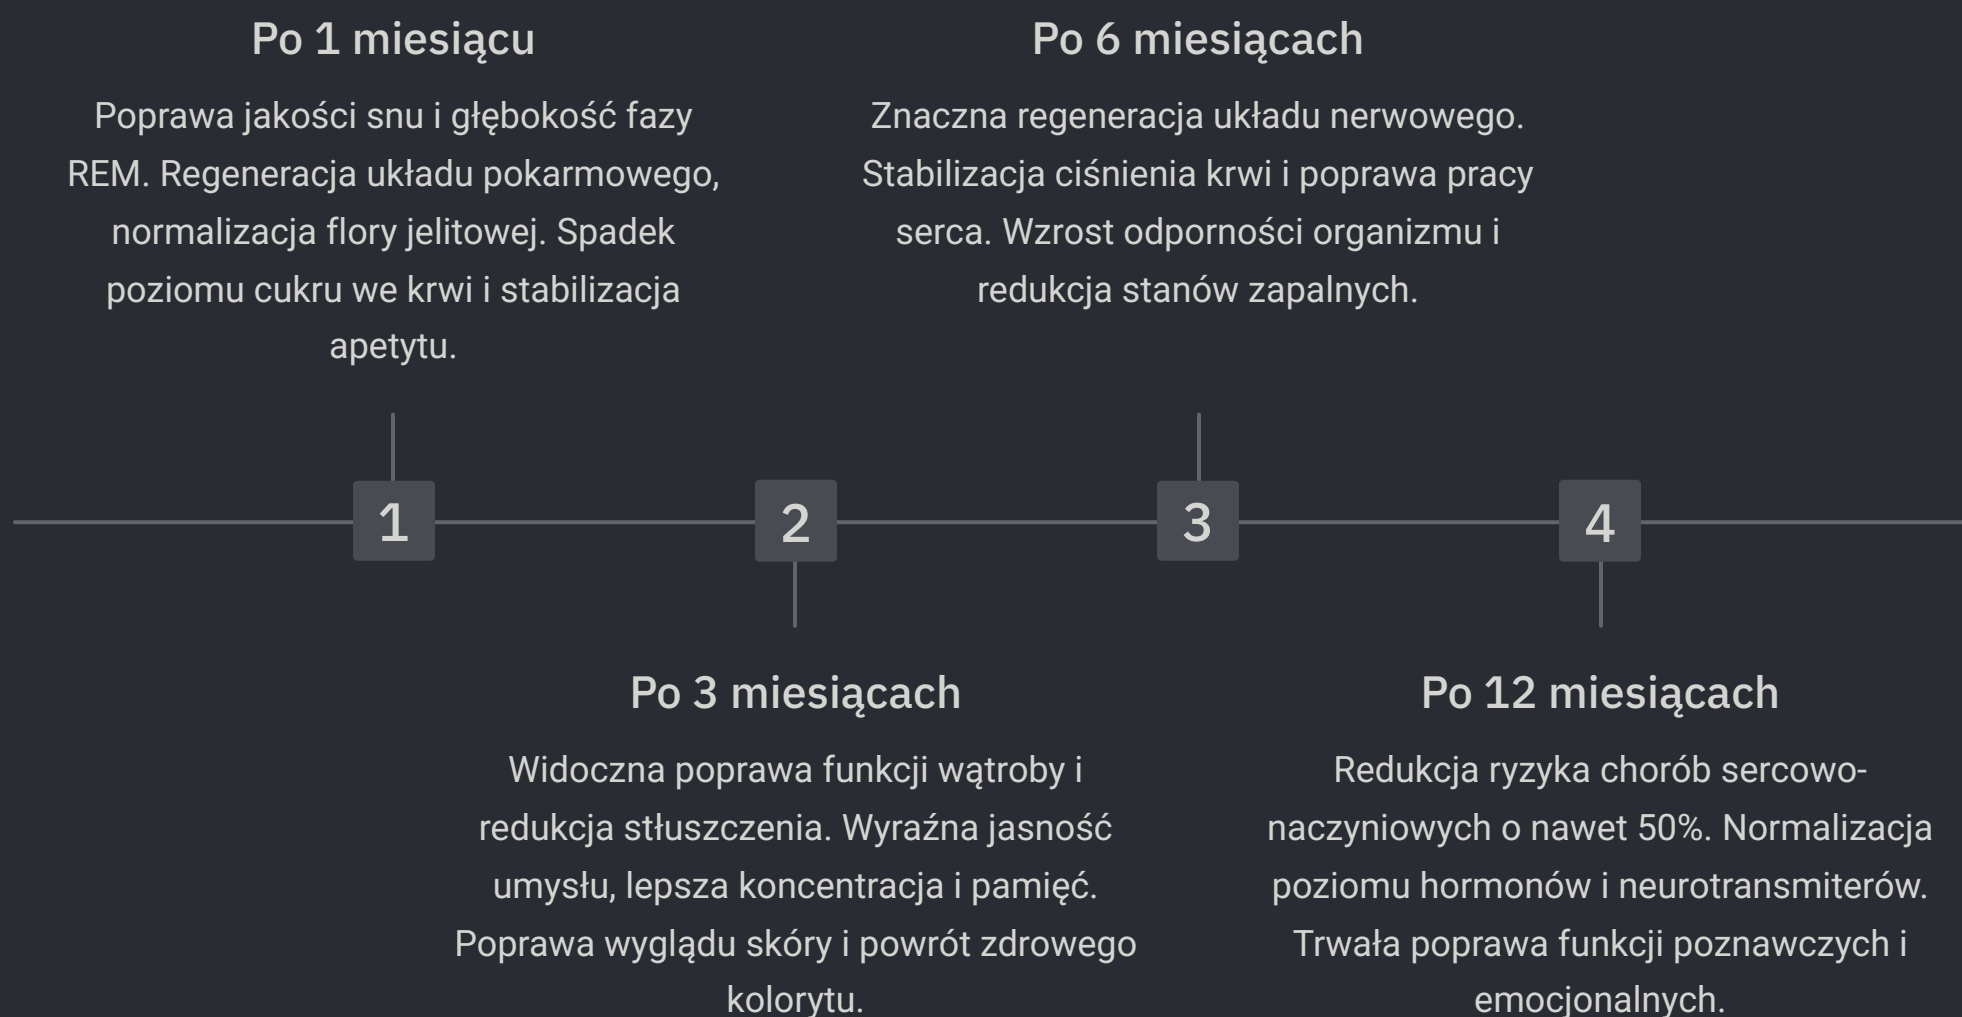 Po 1 miesiącu
Poprawa jakości snu i głębokość fazy
REM. Regeneracja układu pokarmowego,
normalizacja flory jelitowej. Spadek
poziomu cukru we krwi i stabilizacja
apetytu.
Po 6 miesiącach
Znaczna regeneracja układu nerwowego.
Stabilizacja ciśnienia krwi i poprawa pracy
serca. Wzrost odporności organizmu i
redukcja stanów zapalnych.
1
2
3
4
Po 3 miesiącach
Widoczna poprawa funkcji wątroby i
redukcja stłuszczenia. Wyraźna jasność
umysłu, lepsza koncentracja i pamięć.
Poprawa wyglądu skóry i powrót zdrowego
kolorytu.
Po 12 miesiącach
Redukcja ryzyka chorób sercowo-
naczyniowych o nawet 50%. Normalizacja
poziomu hormonów i neurotransmiterów.
Trwała poprawa funkcji poznawczych i
emocjonalnych.